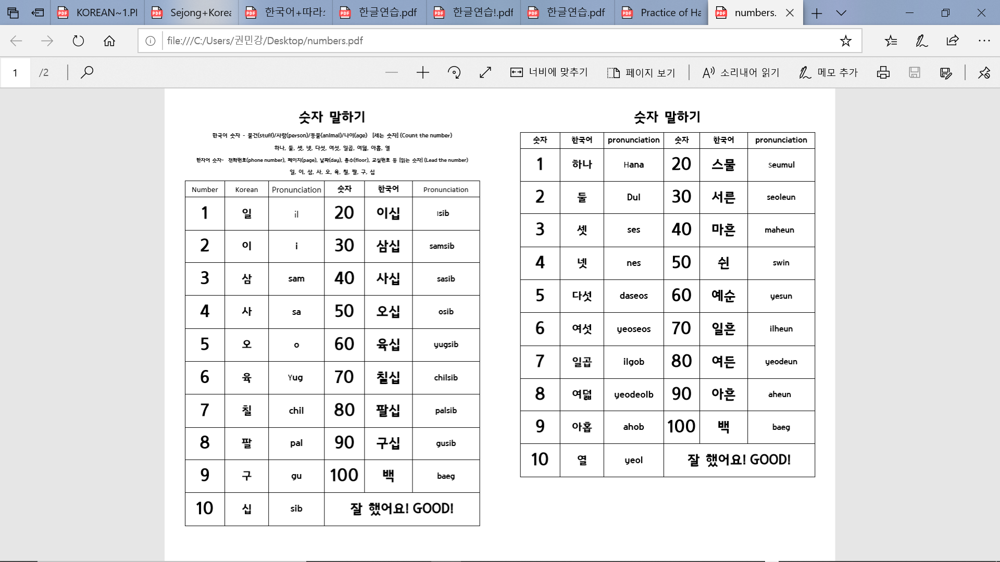 KOREAN~1.PI
Sejong+Korea
한국어+따라쓰
한글연습.pdf
한글연습!.pdf
한글연습.pdf
Practice of Ha
numbers.
file:///C:/Users/권민강/Desktop/numbers.pdf
1 /2 너비에 맞추기 페이지 보기 소리내어 읽기 메모 추가
숫자 말하기
한국어 숫자 - 물건(stuff)/사람(person)/동물(animal)/나이(age) [세는 숫자] (Count the number)
하나, 둘, 셋, 넷, 다섯, 여섯, 일곱, 여덟, 아홉, 열
한자어 숫자- 전화번호(phone number), 페이지(page), 날짜(day), 층수(floor), 교실번호 등 [읽는 숫자] (Lead the number)
일, 이, 삼, 사, 오, 육, 칠, 팔, 구, 십
Number Korean Pronunciation 숫자 한국어 Pronunciation
1 일 il 20 이십 Isib
2 이 i 30 삼십 samsib
3 삼 sam 40 사십 sasib
4 사 sa 50 오십 osib
5 오 o 60 육십 yugsib
6 육 Yug 70 칠십 chilsib
7 칠 chil 80 팔십 palsib
8 팔 pal 90 구십 gusib
9 구 gu 100 백 baeg
10 십 sib 잘 했어요! GOOD!
숫자 말하기
숫자 한국어 pronunciation 숫자 한국어 pronunciation
1 하나 Hana 20 스물 Seumul
2 둘 Dul 30 서른 seoleun
3 셋 ses 40 마흔 maheun
4 넷 nes 50 쉰 swin
5 다섯 daseos 60 예순 yesun
6 여섯 yeoseos 70 일흔 ilheun
7 일곱 ilgob 80 여든 yeodeun
8 여덟 yeodeolb 90 아흔 aheun
9 아홉 ahob 100 백 baeg
10 열 yeol 잘 했어요! GOOD!